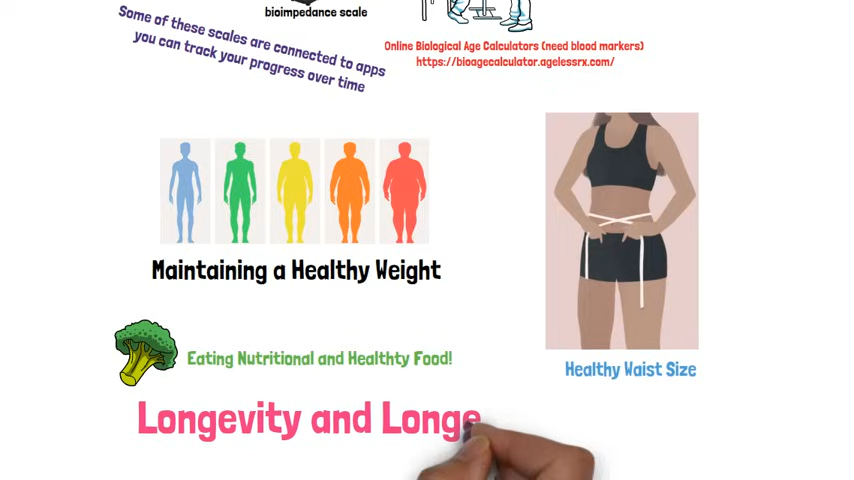 bioimpedance scale
Some of these scales are connected to apps
you can track your progress over time
Online Biological Age Calculators (need blood markers)
https://bioagecalculator.agelessrx.com/
Maintaining a Healthy Weight
Eating Nutritional and Healthty Food!
Healthy Waist Size
Longevity and Longe